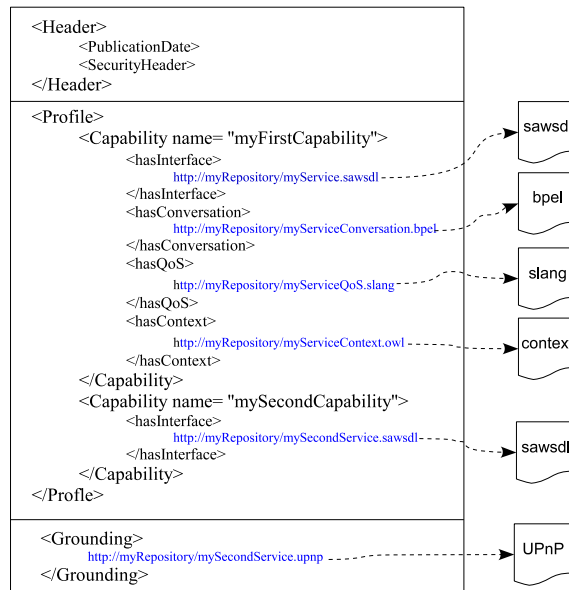 <Header>
<PublicationDate>
<SecurityHeader>
</Header>
<Profile>
<Capability name= "myFirstCapability">
<hasInterface>
http://myRepository/myService.sawsdl
</hasInterface>
<hasConversation>
http://myRepository/myServiceConversation.bpel
</hasConversation>
<hasQoS>
http://myRepository/myServiceQoS.slang
</hasQoS>
<hasContext>
http://myRepository/myServiceContext.owl
</hasContext>
</Capability>
<Capability name= "mySecondCapability">
<hasInterface>
http://myRepository/mySecondService.sawsdl
</hasInterface>
</Capability>
</Profle>
<Grounding>
http://myRepository/mySecondService.upnp
</Grounding>
sawsdl
bpel
slang
context
sawsdl
UPnP